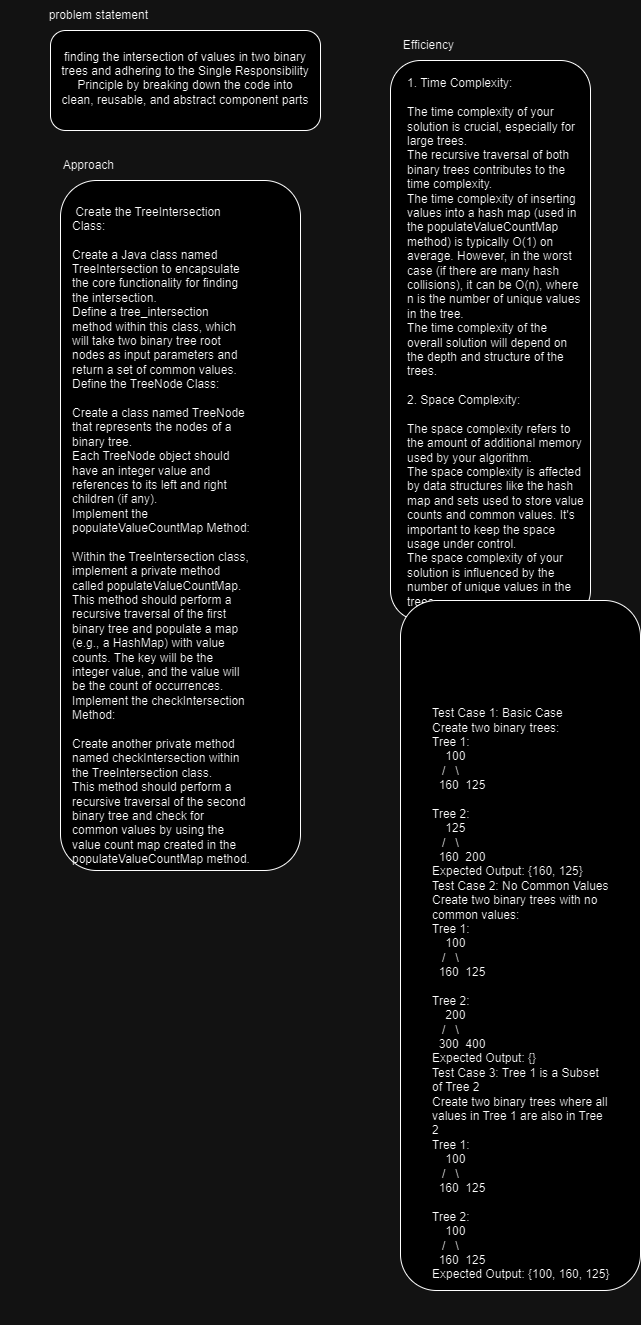 problem statement
finding the intersection of values in two binary
trees and adhering to the Single Responsibility
Principle by breaking down the code into
clean, reusable, and abstract component parts
Approach
Create the TreeIntersection
Class:
Create a Java class named
TreeIntersection to encapsulate
the core functionality for finding
the intersection.
Define a tree_intersection
method within this class, which
will take two binary tree root
nodes as input parameters and
return a set of common values.
Define the TreeNode Class:
Create a class named TreeNode
that represents the nodes of a
binary tree.
Each TreeNode object should
have an integer value and
references to its left and right
children (if any).
Implement the
populateValueCountMap Method:
Within the TreeIntersection class,
implement a private method
called populateValueCountMap.
This method should perform a
recursive traversal of the first
binary tree and populate a map
(e.g., a HashMap) with value
counts. The key will be the
integer value, and the value will
be the count of occurrences.
Implement the checkIntersection
Method:
Create another private method
named checkIntersection within
the TreeIntersection class.
This method should perform a
recursive traversal of the second
binary tree and check for
common values by using the
value count map created in the
populateValueCountMap method.
Efficiency
1. Time Complexity:
The time complexity of your
solution is crucial, especially for
large trees.
The recursive traversal of both
binary trees contributes to the
time complexity.
The time complexity of inserting
values into a hash map (used in
the populateValueCountMap
method) is typically O(1) on
average. However, in the worst
case (if there are many hash
collisions), it can be O(n), where
n is the number of unique values
in the tree.
The time complexity of the
overall solution will depend on
the depth and structure of the
trees.
2. Space Complexity:
The space complexity refers to
the amount of additional memory
used by your algorithm.
The space complexity is affected
by data structures like the hash
map and sets used to store value
counts and common values. It's
important to keep the space
usage under control.
The space complexity of your
solution is influenced by the
number of unique values in the
trees
Test Case 1: Basic Case
Create two binary trees:
Tree 1:
100
/ \
160 125
Tree 2:
125
/ \
160 200
Expected Output: {160, 125}
Test Case 2: No Common Values
Create two binary trees with no
common values:
Tree 1:
100
/ \
160 125
Tree 2:
200
/ \
300 400
Expected Output: {}
Test Case 3: Tree 1 is a Subset
of Tree 2
Create two binary trees where all
values in Tree 1 are also in Tree
2
Tree 1:
100
/ \
160 125
Tree 2:
100
/ \
160 125
Expected Output: {100, 160, 125}